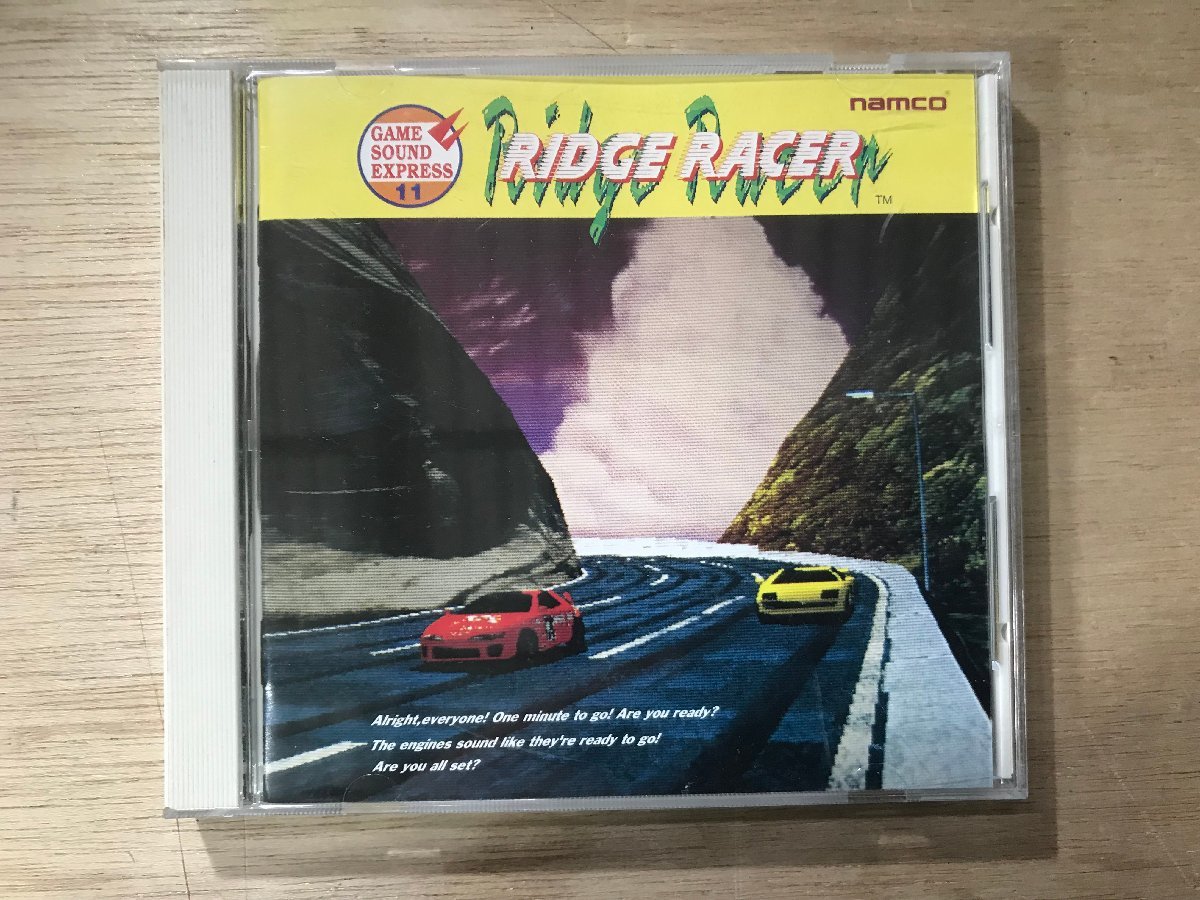 GAME
SOUND
EXPRESS
11
Ridge Racer
RIDGE RACER
TM
namco
Alright,everyone! One minute to go! Are you ready?
The engines sound like they're ready to go!
Are you all set?